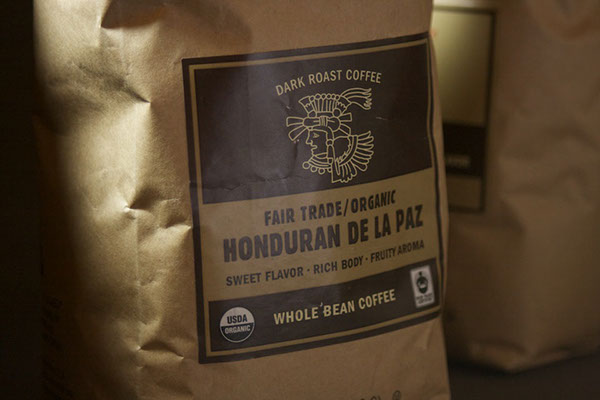 DARK ROAST COFFEE
FAIR TRADE/ORGANIC
HONDURAN DE LA PAZ
SWEET FLAVOR · RICH BODY · FRUITY AROMA
USDA
ORGANIC
WHOLE BEAN COFFEE